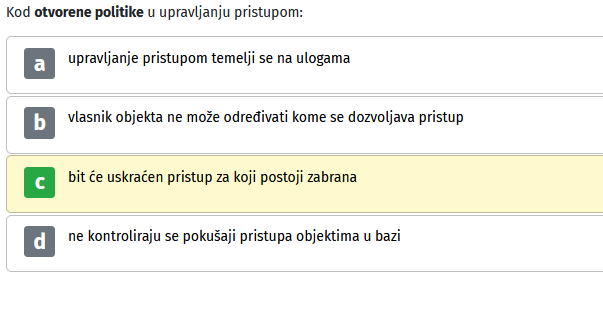 Kod otvorene politike u upravljanju pristupom:
a upravljanje pristupom temelji se na ulogama
b vlasnik objekta ne može određivati kome se dozvoljava pristup
c bit će uskraćen pristup za koji postoji zabrana
d ne kontroliraju se pokušaji pristupa objektima u bazi